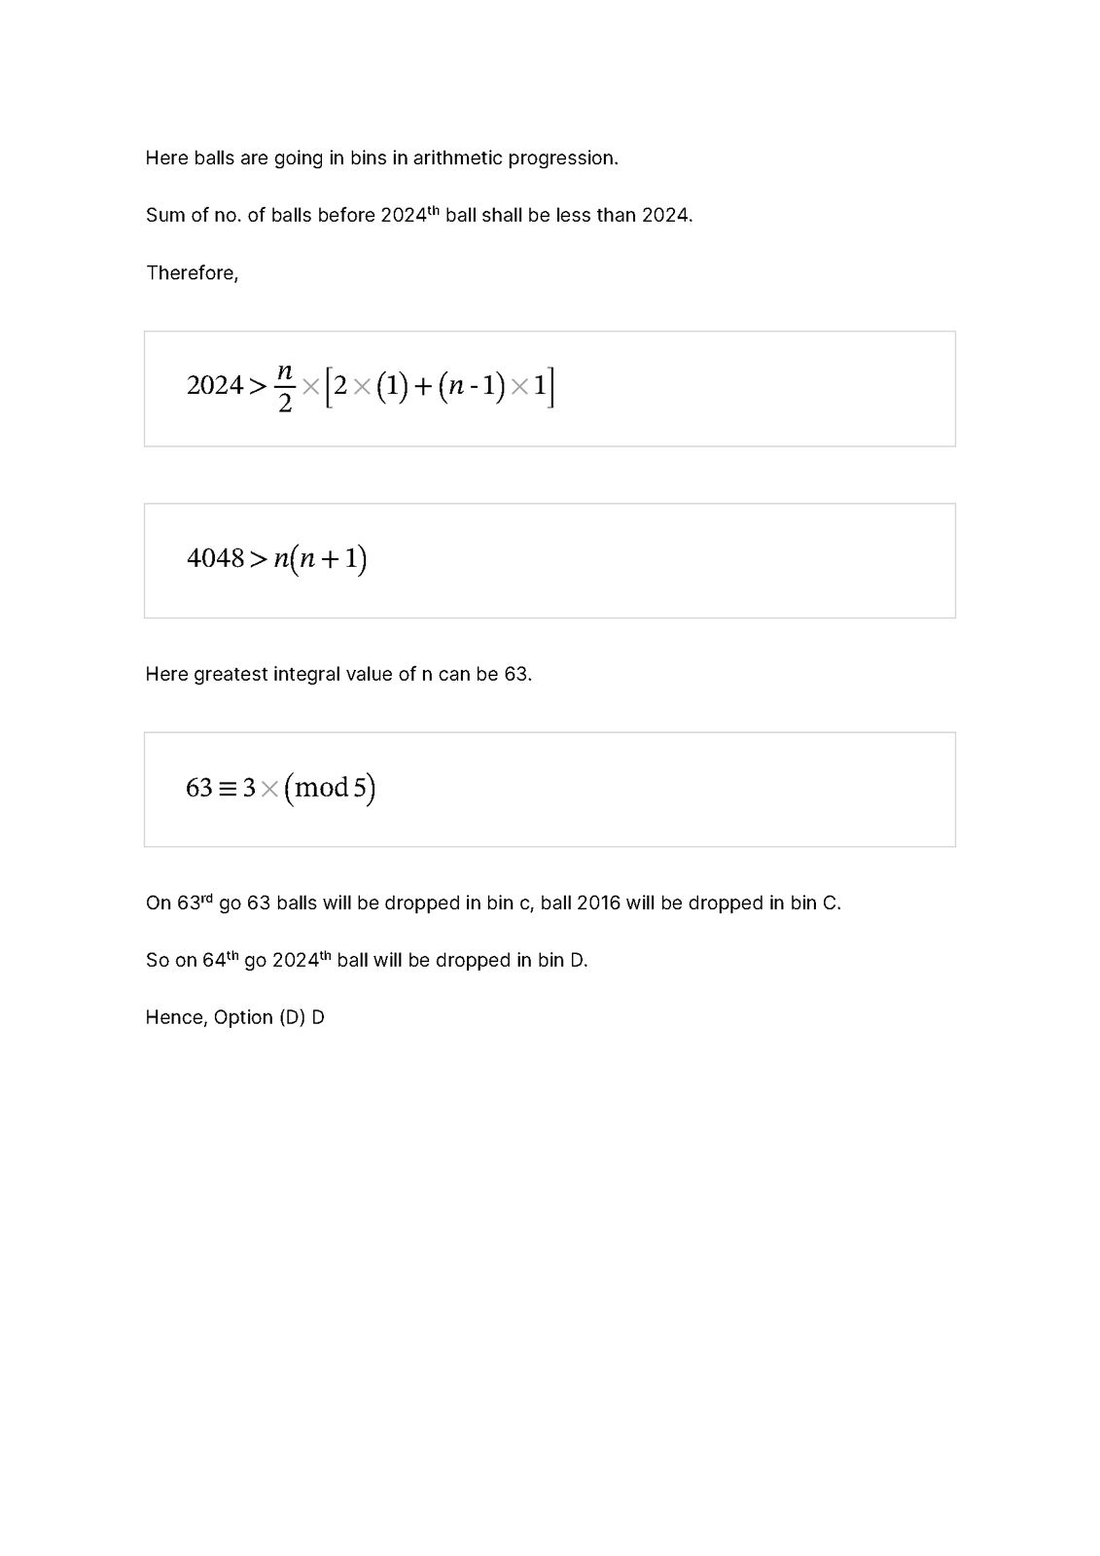 Here balls are going in bins in arithmetic progression.
Sum of no. of balls before 2024th ball shall be less than 2024.
Therefore,
2024 > n/2 × [2 × (1) + (n - 1) × 1]
4048 > n(n + 1)
Here greatest integral value of n can be 63.
63 ≡ 3 × (mod 5)
On 63rd go 63 balls will be dropped in bin c, ball 2016 will be dropped in bin C.
So on 64th go 2024th ball will be dropped in bin D.
Hence, Option (D) D